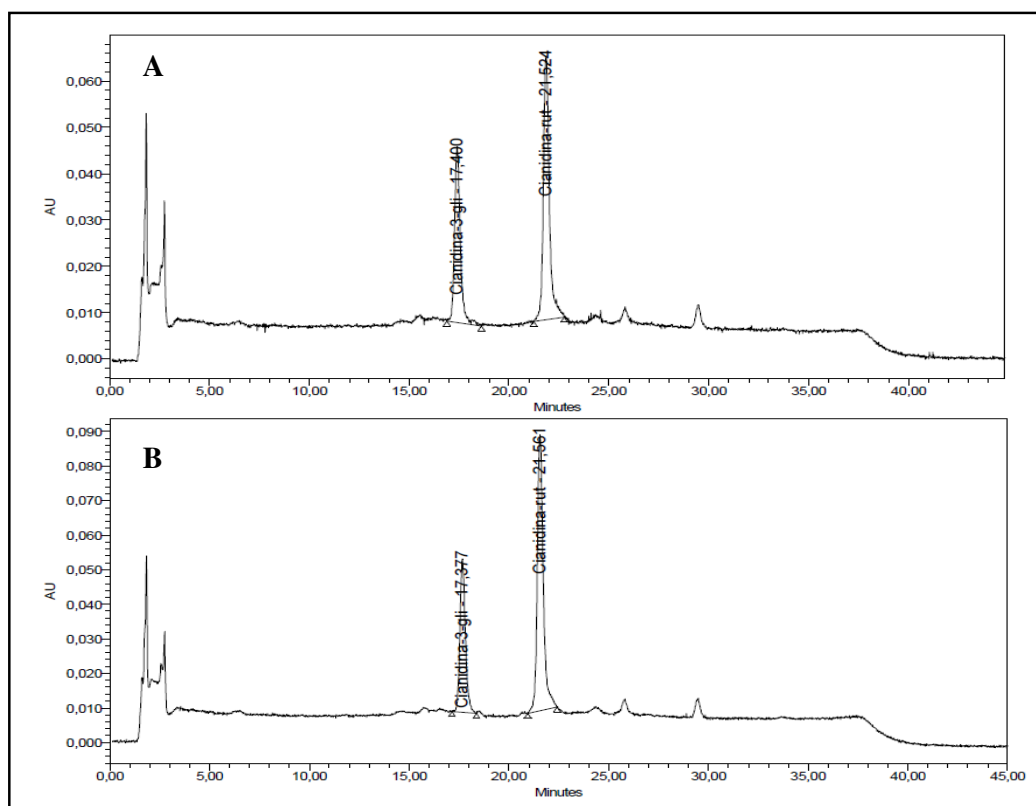 A
AU
0,060
0,050
0,040
0,030
0,020
0,010
0,000
Cianidina-3-gli - 17,400
Cianidina-rut - 21,524
0,00 5,00 10,00 15,00 20,00 25,00 30,00 35,00 40,00
Minutes
B
AU
0,090
0,080
0,070
0,060
0,050
0,040
0,030
0,020
0,010
0,000
Cianidina-3-gli - 17,377
Cianidina-rut - 21,561
0,00 5,00 10,00 15,00 20,00 25,00 30,00 35,00 40,00 45,00
Minutes